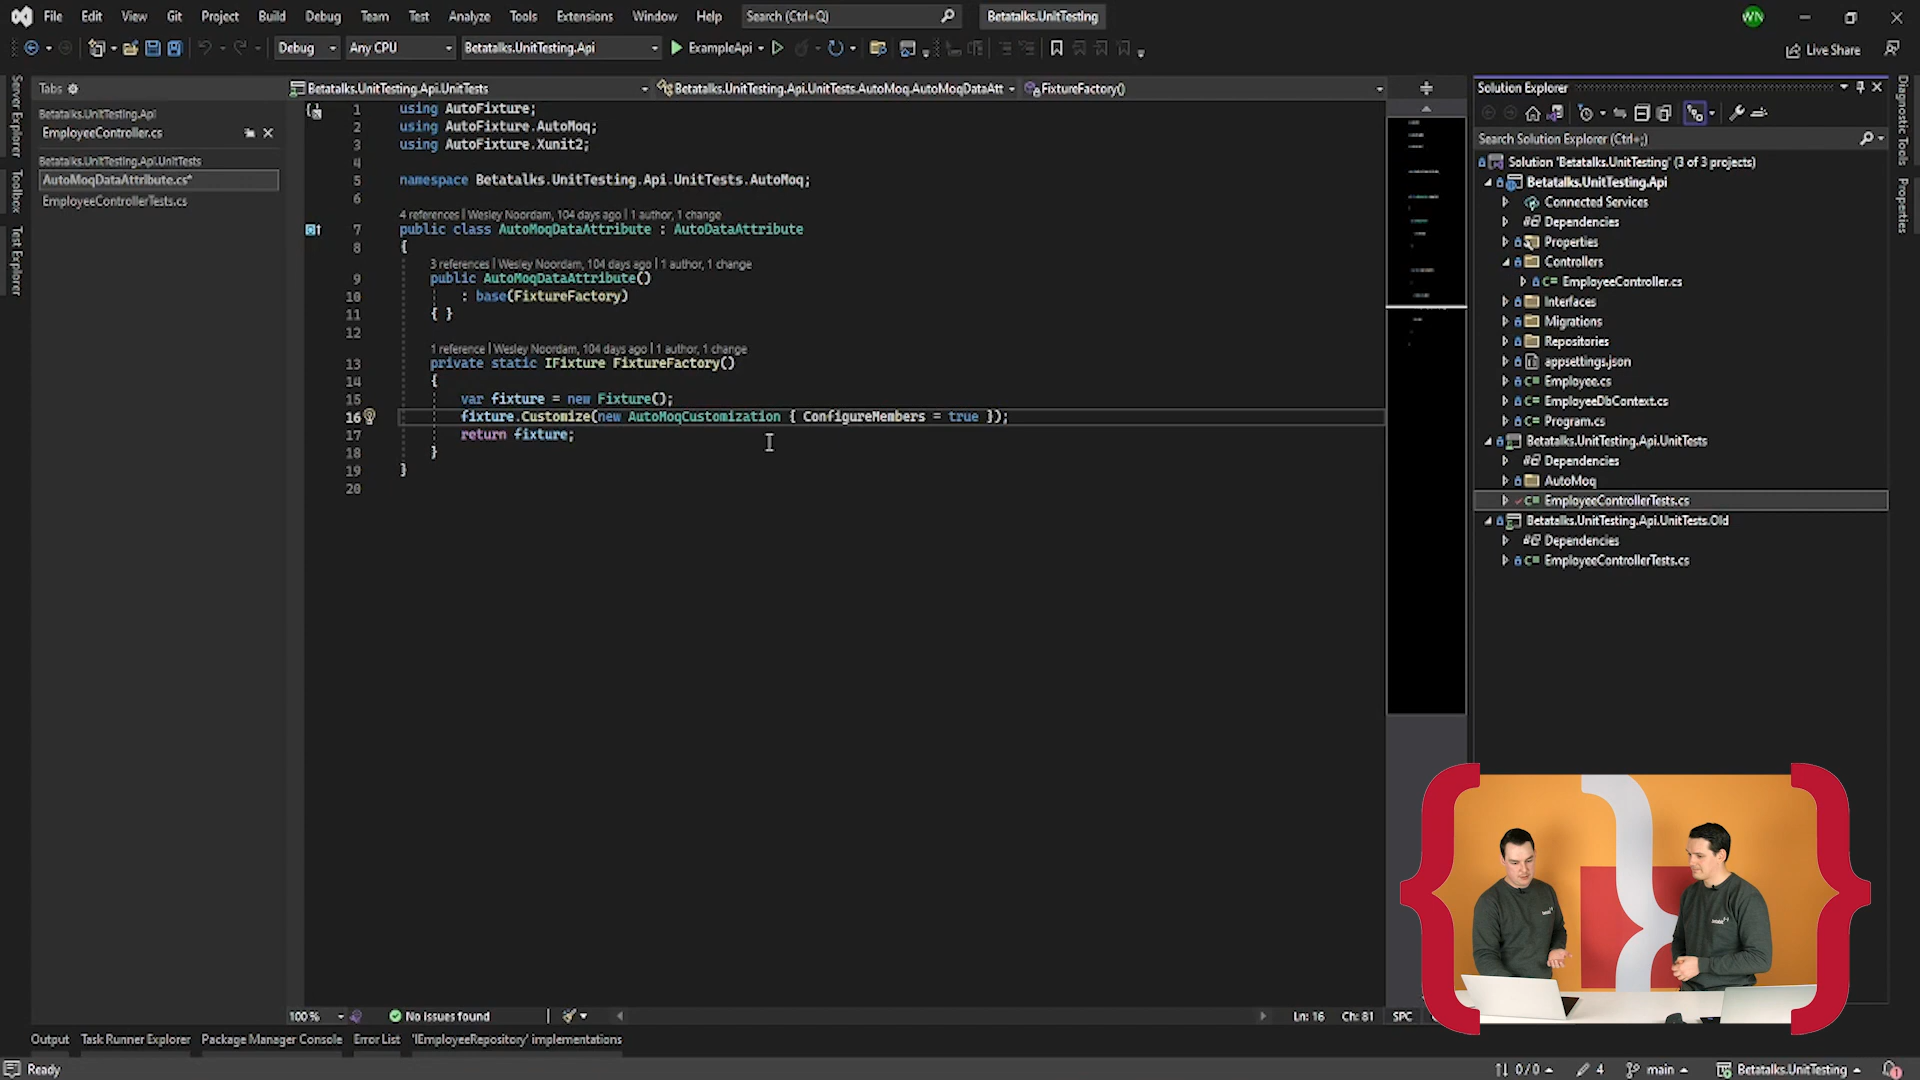 File Edit View Git Project Build Debug Team Test Analyze Tools Extensions Window Help Search (Ctrl+Q) Betatalks.UnitTesting WN
Debug Any CPU Betatalks.UnitTesting.Api ExampleApi Live Share
Server Explorer
Toolbox
Test Explorer
Tabs
Betatalks.UnitTesting.Api
EmployeeController.cs
Betatalks.UnitTesting.Api.UnitTests
AutoMoqDataAttribute.cs*
EmployeeControllerTests.cs
Betatalks.UnitTesting.Api.UnitTests Betatalks.UnitTesting.Api.UnitTests.AutoMoq.AutoMoqDataAtt FixtureFactory()
1 using AutoFixture;
2 using AutoFixture.AutoMoq;
3 using AutoFixture.Xunit2;
4
5 namespace Betatalks.UnitTesting.Api.UnitTests.AutoMoq;
6
4 references | Wesley Noordam, 104 days ago | 1 author, 1 change
7 public class AutoMoqDataAttribute : AutoDataAttribute
8 {
3 references | Wesley Noordam, 104 days ago | 1 author, 1 change
9 public AutoMoqDataAttribute()
10 : base(FixtureFactory)
11 { }
12
1 reference | Wesley Noordam, 104 days ago | 1 author, 1 change
13 private static IFixture FixtureFactory()
14 {
15 var fixture = new Fixture();
16 fixture.Customize(new AutoMoqCustomization { ConfigureMembers = true });
17 return fixture;
18 }
19 }
20
100 % No issues found Ln: 16 Ch: 81 SPC
Solution Explorer
Search Solution Explorer (Ctrl+;)
Solution 'Betatalks.UnitTesting' (3 of 3 projects)
Betatalks.UnitTesting.Api
Connected Services
Dependencies
Properties
Controllers
C# EmployeeController.cs
Interfaces
Migrations
Repositories
appsettings.json
C# Employee.cs
C# EmployeeDbContext.cs
C# Program.cs
Betatalks.UnitTesting.Api.UnitTests
Dependencies
AutoMoq
C# EmployeeControllerTests.cs
Betatalks.UnitTesting.Api.UnitTests.Old
Dependencies
C# EmployeeControllerTests.cs
Diagnostic Tools
Properties
Output Task Runner Explorer Package Manager Console Error List 'IEmployeeRepository' implementations
Ready 0 / 0 4 main Betatalks.UnitTesting 1